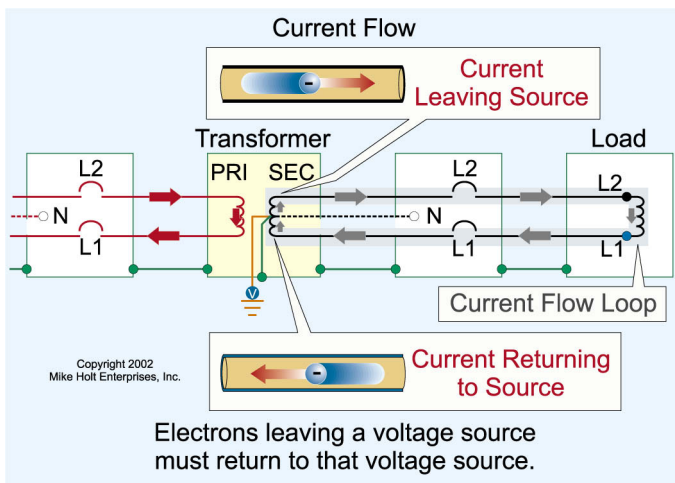 Current Flow
Current
Leaving Source
Transformer
Load
L2
PRI
SEC
L2
L2
N
N
L1
L1
L1
V
Current Flow Loop
Copyright 2002
Mike Holt Enterprises, Inc.
Current Returning
to Source
Electrons leaving a voltage source
must return to that voltage source.